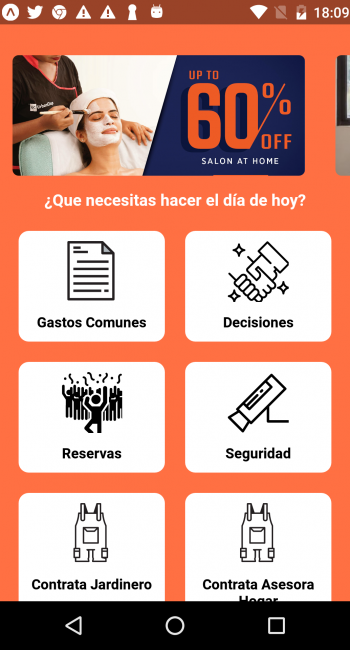 18:09
UP TO
60%
OFF
SALON AT HOME
¿Que necesitas hacer el día de hoy?
Gastos Comunes
Decisiones
Reservas
Seguridad
Contrata Jardinero
Contrata Asesora
Hogar